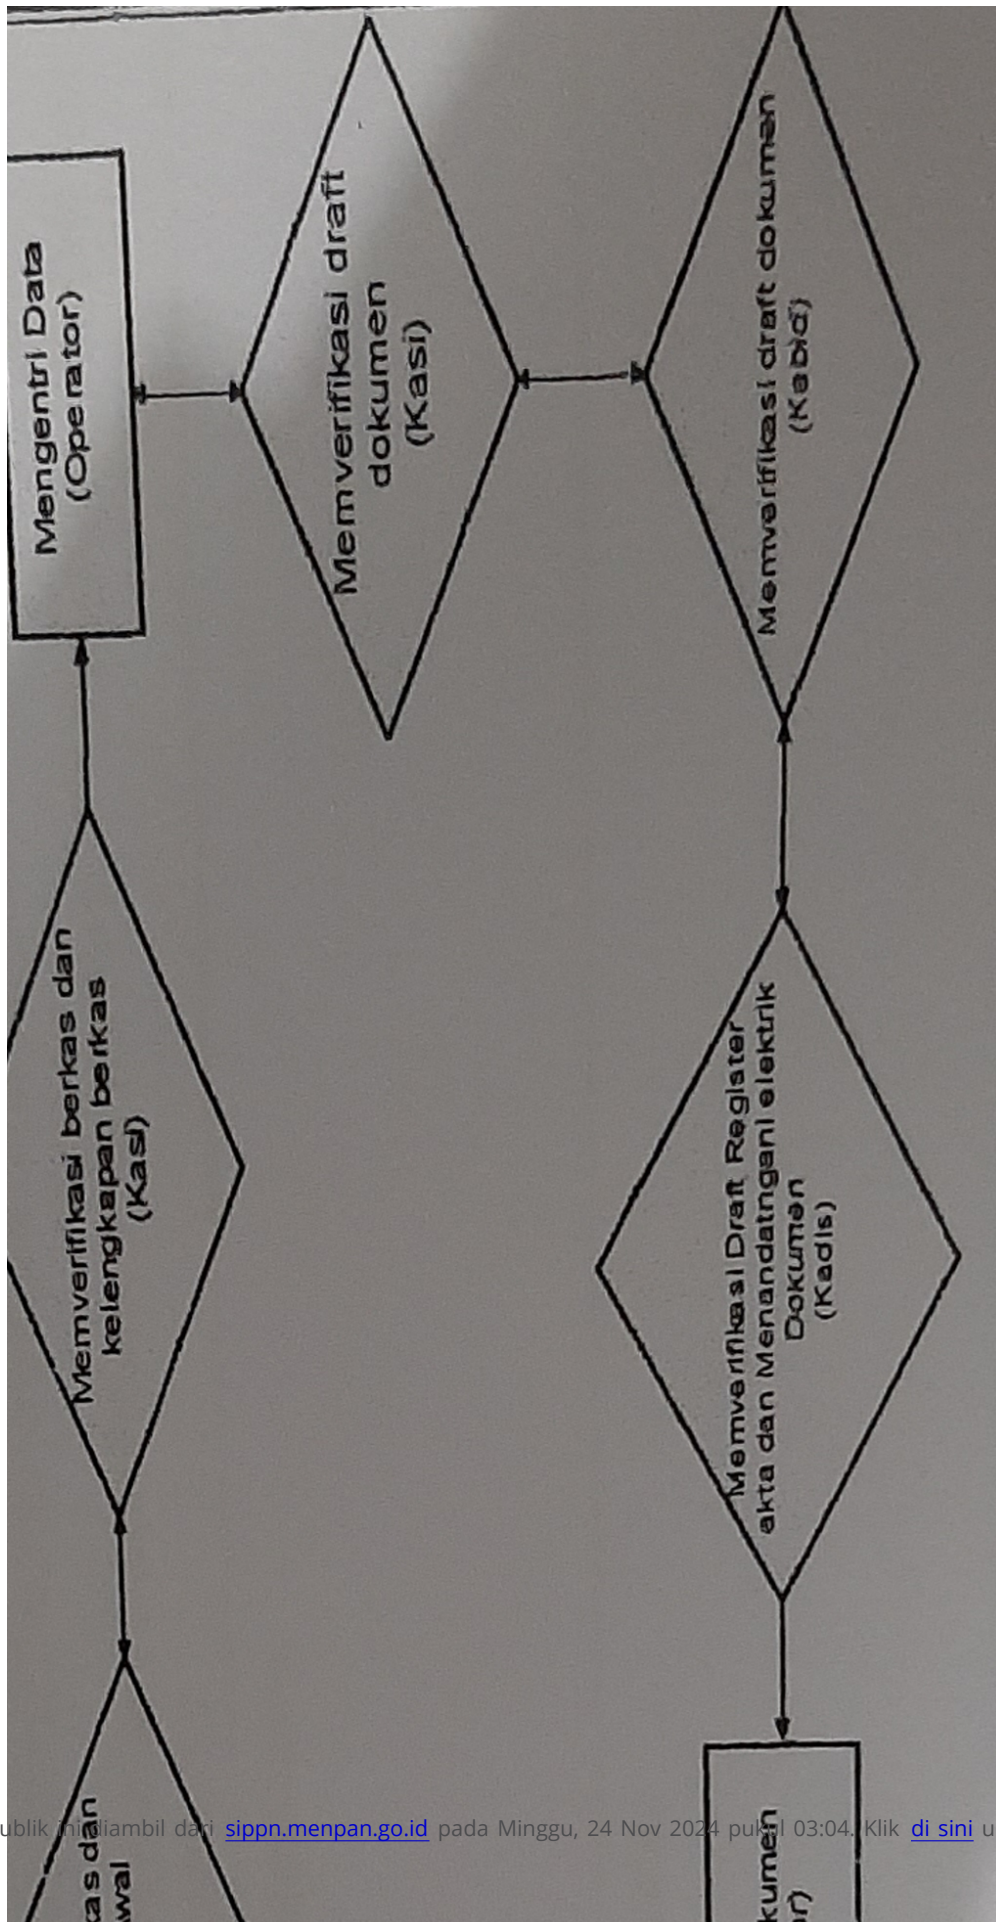 Mengentri Data
(Operator)
Memverifikasi draft
dokumen
(Kasi)
Memverifikasi draft dokumen
(Kabid)
Memverifikasi berkas dan
kelengkapan berkas
(Kasi)
Memverifikasi Draft Register
akta dan Menandatngani elektrik
Dokumen
(Kadis)
dan
ini diambil dari sippn.menpan.go.id pada Minggu, 24 Nov 2024 pukul 03:04. Klik di sini